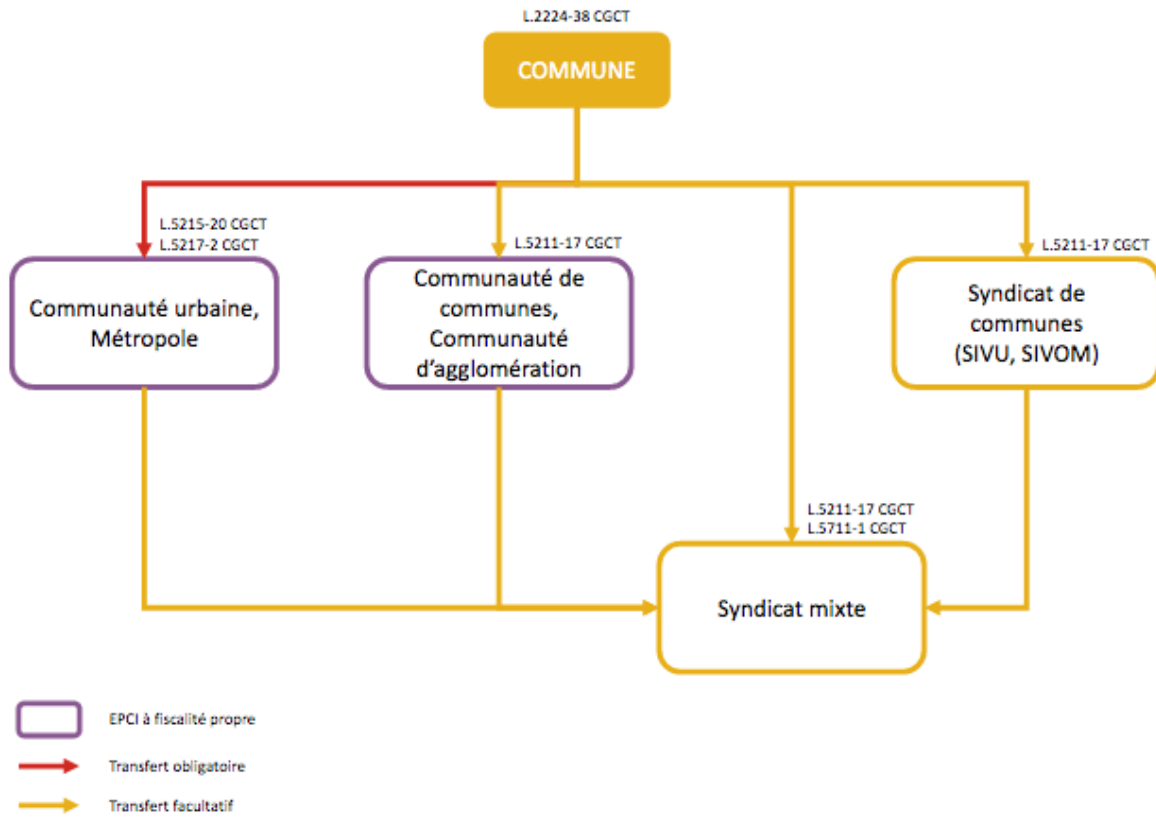 L.2224-38 CGCT
COMMUNE
L.5215-20 CGCT
L.5217-2 CGCT
L.5211-17 CGCT
L.5211-17 CGCT
Communauté urbaine,
Métropole
Communauté de
communes,
Communauté
d'agglomération
Syndicat de
communes
(SIVU, SIVOM)
L.5211-17 CGCT
L.5711-1 CGCT
Syndicat mixte
EPCI à fiscalité propre
Transfert obligatoire
Transfert facultatif